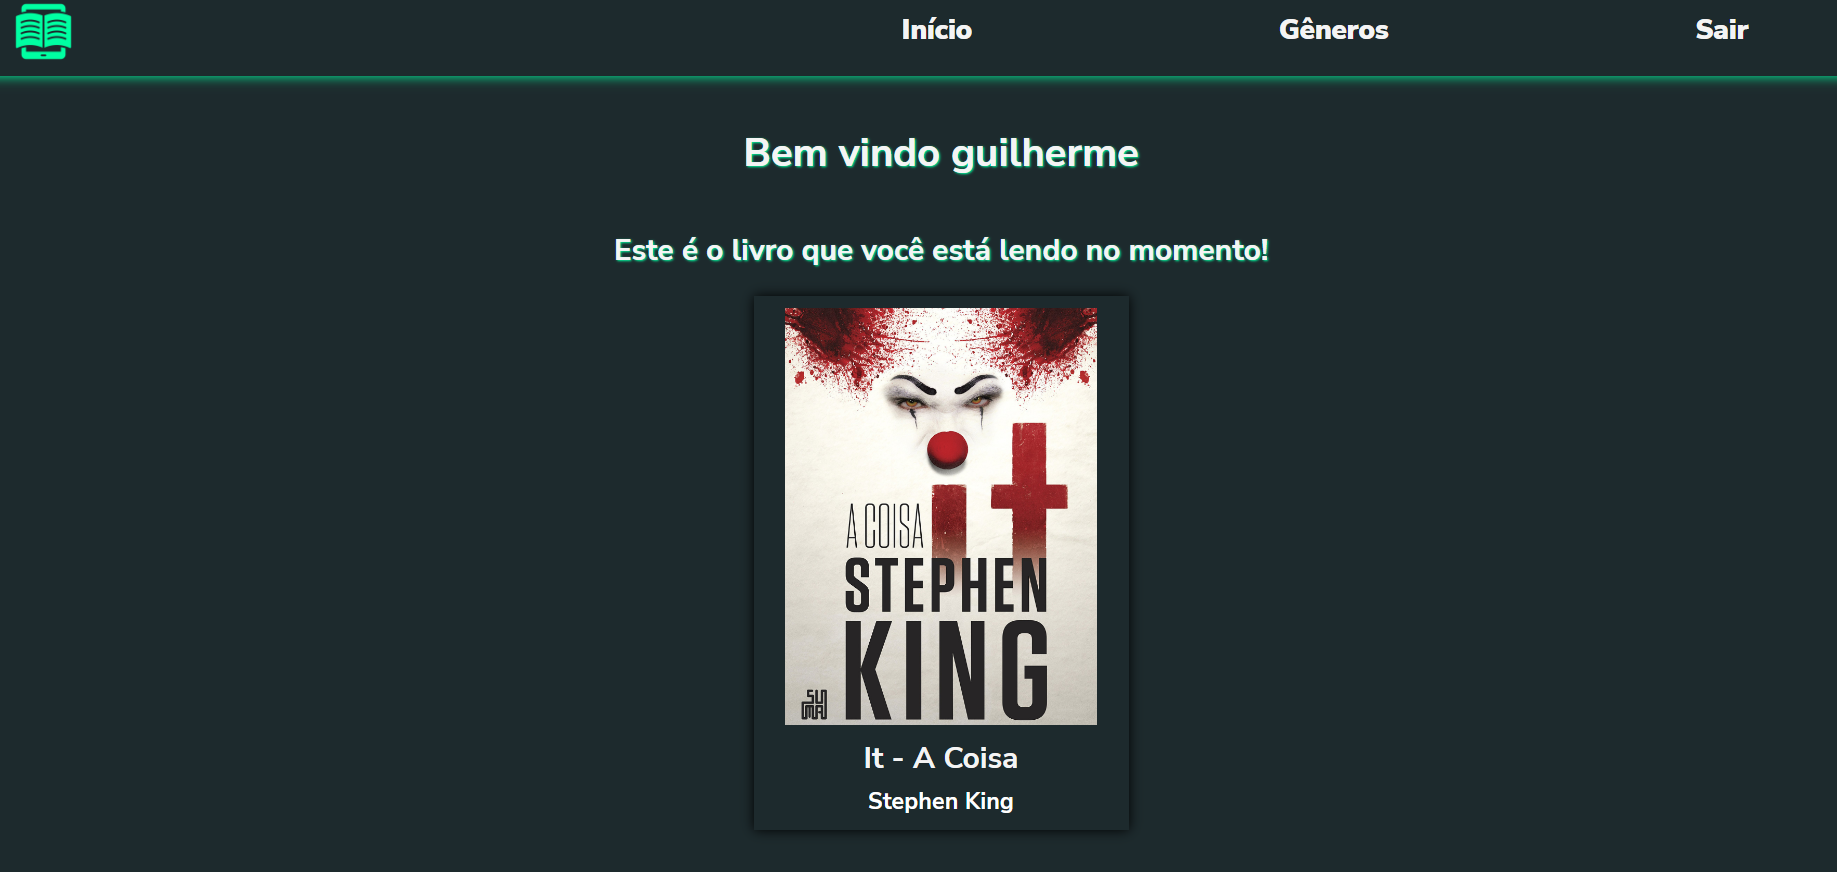 Início Gêneros Sair
Bem vindo guilherme
Este é o livro que você está lendo no momento!
it
A COISA
STEPHEN
KING
SUMA
It - A Coisa
Stephen King